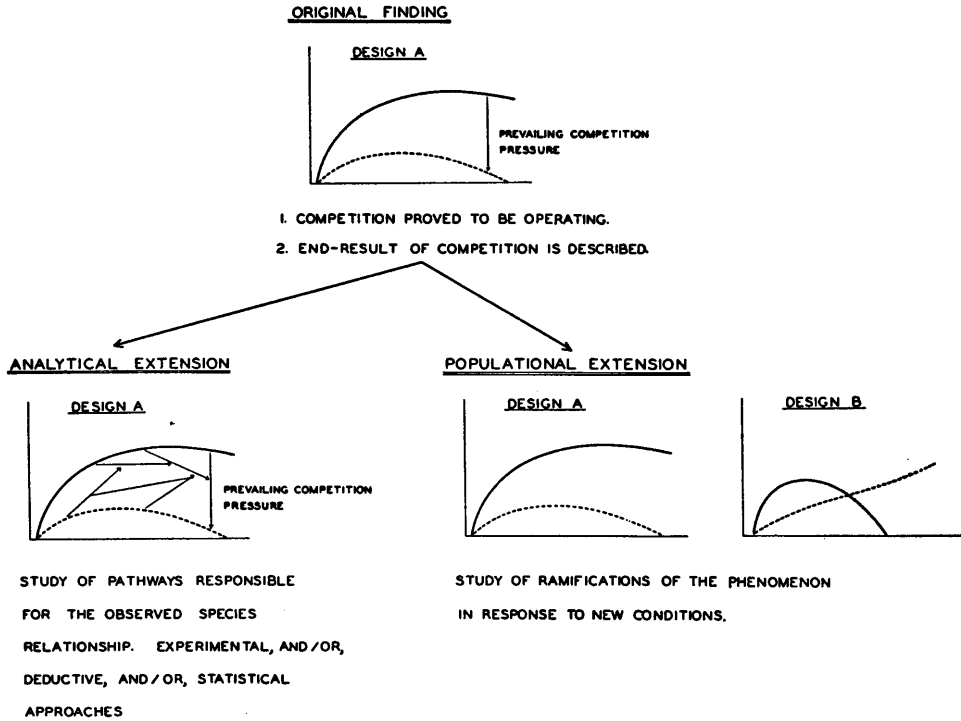 ORIGINAL FINDING
DESIGN A
PREVAILING COMPETITION
PRESSURE
1. COMPETITION PROVED TO BE OPERATING.
2. END-RESULT OF COMPETITION IS DESCRIBED.
ANALYTICAL EXTENSION
DESIGN A
PREVAILING COMPETITION
PRESSURE
STUDY OF PATHWAYS RESPONSIBLE
FOR THE OBSERVED SPECIES
RELATIONSHIP. EXPERIMENTAL, AND/OR,
DEDUCTIVE, AND/OR, STATISTICAL
APPROACHES
POPULATIONAL EXTENSION
DESIGN A
DESIGN B
STUDY OF RAMIFICATIONS OF THE PHENOMENON
IN RESPONSE TO NEW CONDITIONS.